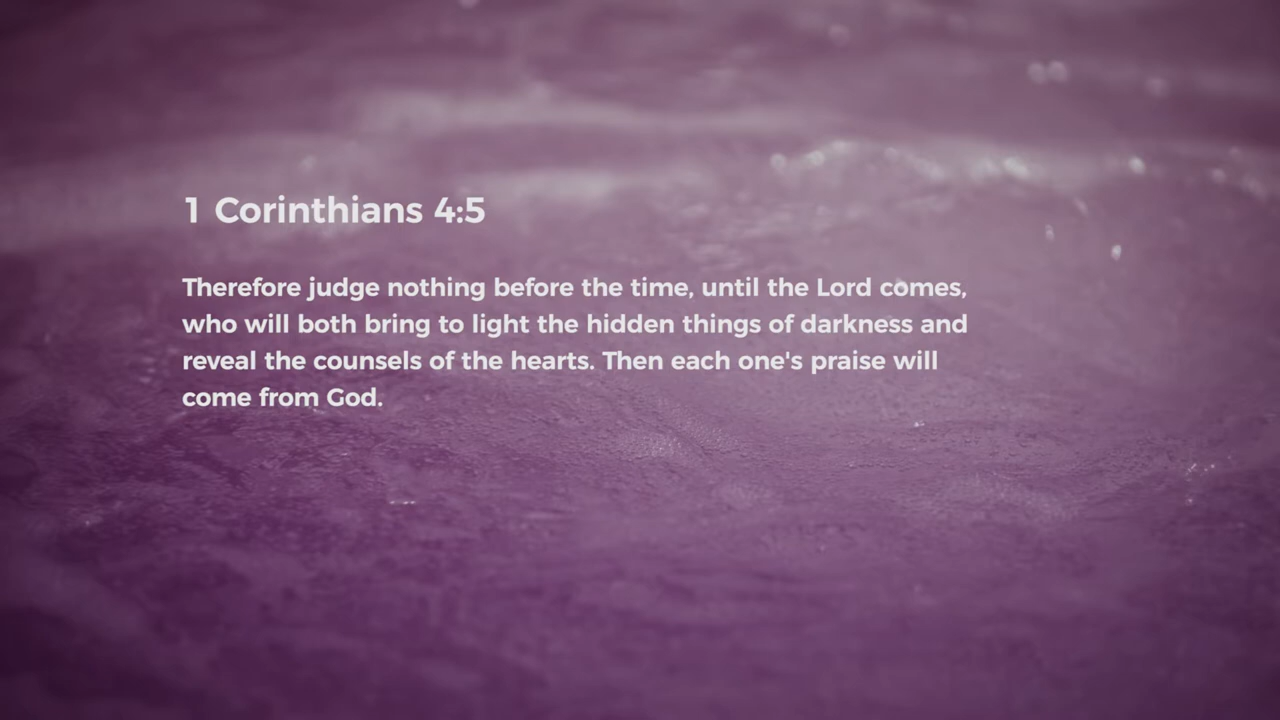 1 Corinthians 4:5
Therefore judge nothing before the time, until the Lord comes,
who will both bring to light the hidden things of darkness and
reveal the counsels of the hearts. Then each one's praise will
come from God.